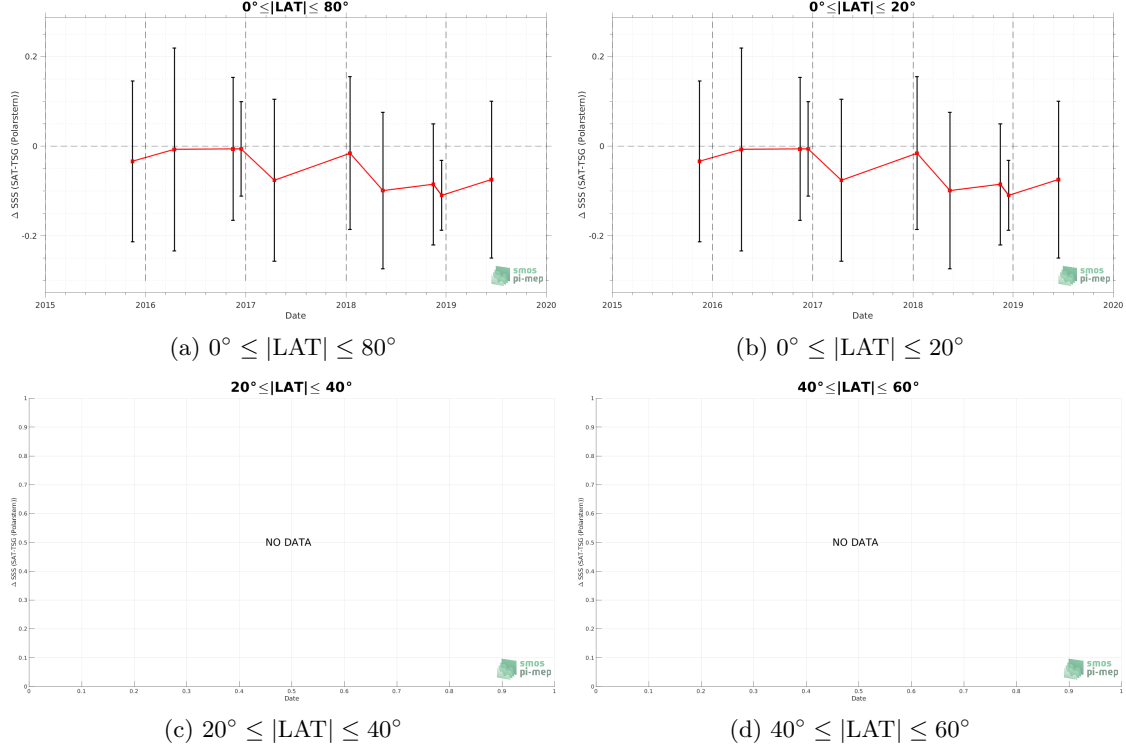 0°≤|LAT|≤ 80°
Δ SSS (SAT-TSG (Polarstern))
0.2
0
-0.2
2015 2016 2017 2018 2019 2020
Date
smos
pi-mep
(a) 0° ≤ |LAT| ≤ 80°
0°≤|LAT|≤ 20°
Δ SSS (SAT-TSG (Polarstern))
0.2
0
-0.2
2015 2016 2017 2018 2019 2020
Date
smos
pi-mep
(b) 0° ≤ |LAT| ≤ 20°
20°≤|LAT|≤ 40°
Δ SSS (SAT-TSG (Polarstern))
1
0.9
0.8
0.7
0.6
0.5
0.4
0.3
0.2
0.1
0
NO DATA
0 0.1 0.2 0.3 0.4 0.5 0.6 0.7 0.8 0.9 1
Date
smos
pi-mep
(c) 20° ≤ |LAT| ≤ 40°
40°≤|LAT|≤ 60°
Δ SSS (SAT-TSG (Polarstern))
1
0.9
0.8
0.7
0.6
0.5
0.4
0.3
0.2
0.1
0
NO DATA
0 0.1 0.2 0.3 0.4 0.5 0.6 0.7 0.8 0.9 1
Date
smos
pi-mep
(d) 40° ≤ |LAT| ≤ 60°